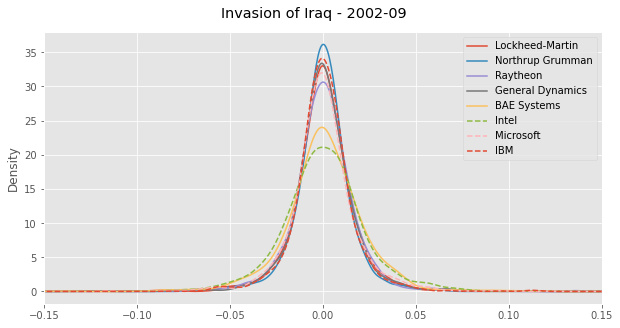 Invasion of Iraq - 2002-09
Lockheed-Martin
Northrup Grumman
Raytheon
General Dynamics
BAE Systems
Intel
Microsoft
IBM
Density
35
30
25
20
15
10
5
0
−0.15
−0.10
−0.05
0.00
0.05
0.10
0.15